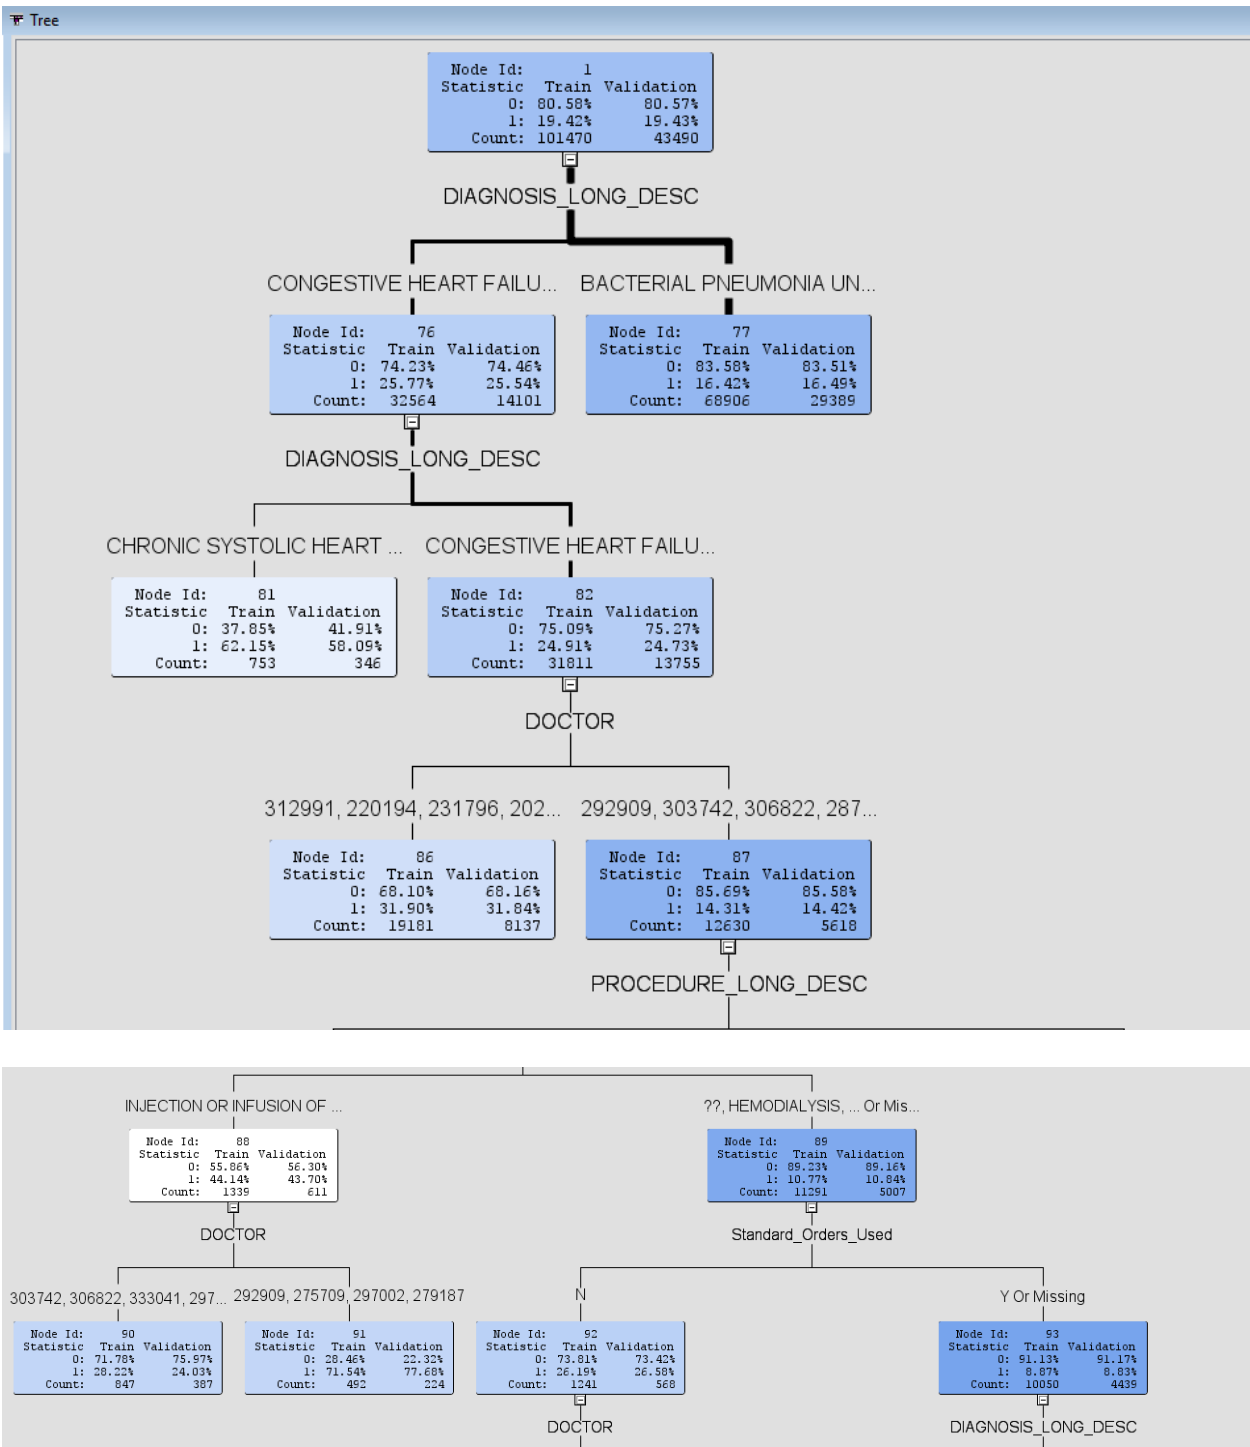 Tree
Node Id: 1
Statistic Train Validation
0: 80.58% 80.57%
1: 19.42% 19.43%
Count: 101470 43490
DIAGNOSIS_LONG_DESC
CONGESTIVE HEART FAILU... BACTERIAL PNEUMONIA UN...
Node Id: 76
Statistic Train Validation
0: 74.23% 74.46%
1: 25.77% 25.54%
Count: 32564 14101
Node Id: 77
Statistic Train Validation
0: 83.58% 83.51%
1: 16.42% 16.49%
Count: 68906 29389
DIAGNOSIS_LONG_DESC
CHRONIC SYSTOLIC HEART ... CONGESTIVE HEART FAILU...
Node Id: 81
Statistic Train Validation
0: 37.85% 41.91%
1: 62.15% 58.09%
Count: 753 346
Node Id: 82
Statistic Train Validation
0: 75.09% 75.27%
1: 24.91% 24.73%
Count: 31811 13755
DOCTOR
312991, 220194, 231796, 202... 292909, 303742, 306822, 287...
Node Id: 86
Statistic Train Validation
0: 68.10% 68.16%
1: 31.90% 31.84%
Count: 19181 8137
Node Id: 87
Statistic Train Validation
0: 85.69% 85.58%
1: 14.31% 14.42%
Count: 12630 5618
PROCEDURE_LONG_DESC
INJECTION OR INFUSION OF ... ??, HEMODIALYSIS, ... Or Mis...
Node Id: 88
Statistic Train Validation
0: 55.86% 56.30%
1: 44.14% 43.70%
Count: 1339 611
Node Id: 89
Statistic Train Validation
0: 89.23% 89.16%
1: 10.77% 10.84%
Count: 11291 5007
DOCTOR
Standard_Orders_Used
303742, 306822, 333041, 297... 292909, 275709, 297002, 279187
N
Y Or Missing
Node Id: 90
Statistic Train Validation
0: 71.78% 75.97%
1: 28.22% 24.03%
Count: 847 387
Node Id: 91
Statistic Train Validation
0: 28.46% 22.32%
1: 71.54% 77.68%
Count: 492 224
Node Id: 92
Statistic Train Validation
0: 73.81% 73.42%
1: 26.19% 26.58%
Count: 1241 568
Node Id: 93
Statistic Train Validation
0: 91.13% 91.17%
1: 8.87% 8.83%
Count: 10050 4439
DOCTOR
DIAGNOSIS_LONG_DESC